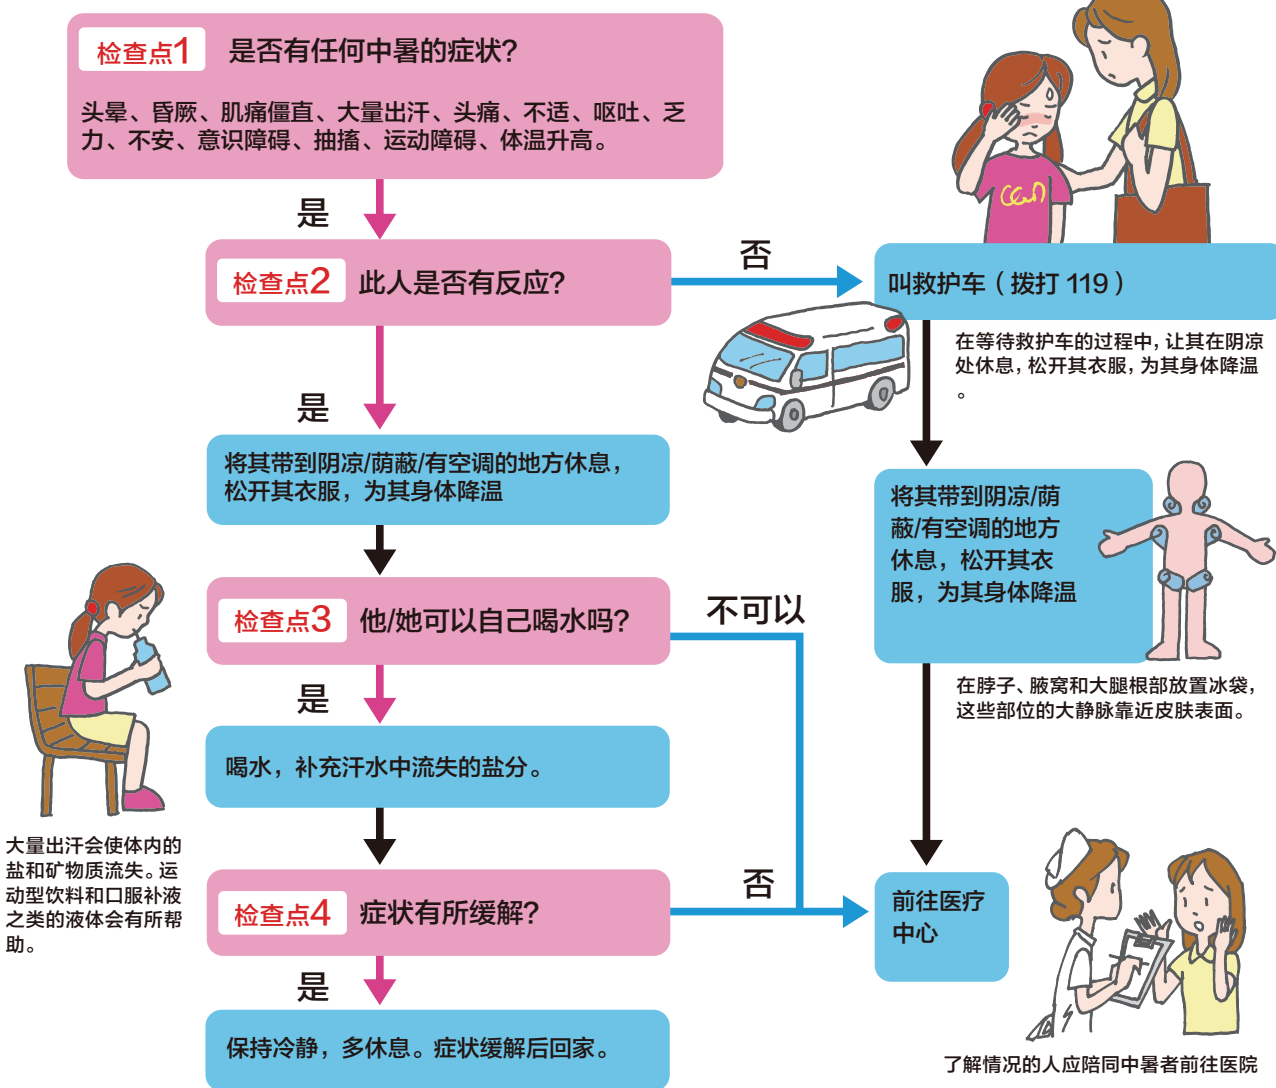 检查点1 是否有任何中暑的症状?
头晕、昏厥、肌痛僵直、大量出汗、头痛、不适、呕吐、乏
力、不安、意识障碍、抽搐、运动障碍、体温升高。
是
检查点2 此人是否有反应?
否
叫救护车（拨打 119）
在等待救护车的过程中，让其在阴凉
处休息，松开其衣服，为其身体降温
。
是
将其带到阴凉/荫蔽/有空调的地方休息，
松开其衣服，为其身体降温
将其带到阴凉/荫
蔽/有空调的地方
休息，松开其衣
服，为其身体降温
在脖子、腋窝和大腿根部放置冰袋，
这些部位的大静脉靠近皮肤表面。
检查点3 他/她可以自己喝水吗?
不可以
是
喝水，补充汗水中流失的盐分。
大量出汗会使体内的
盐和矿物质流失。运
动型饮料和口服补液
之类的液体会有所帮
助。
检查点4 症状有所缓解?
否
前往医疗
中心
是
保持冷静，多休息。症状缓解后回家。
了解情况的人应陪同中暑者前往医院